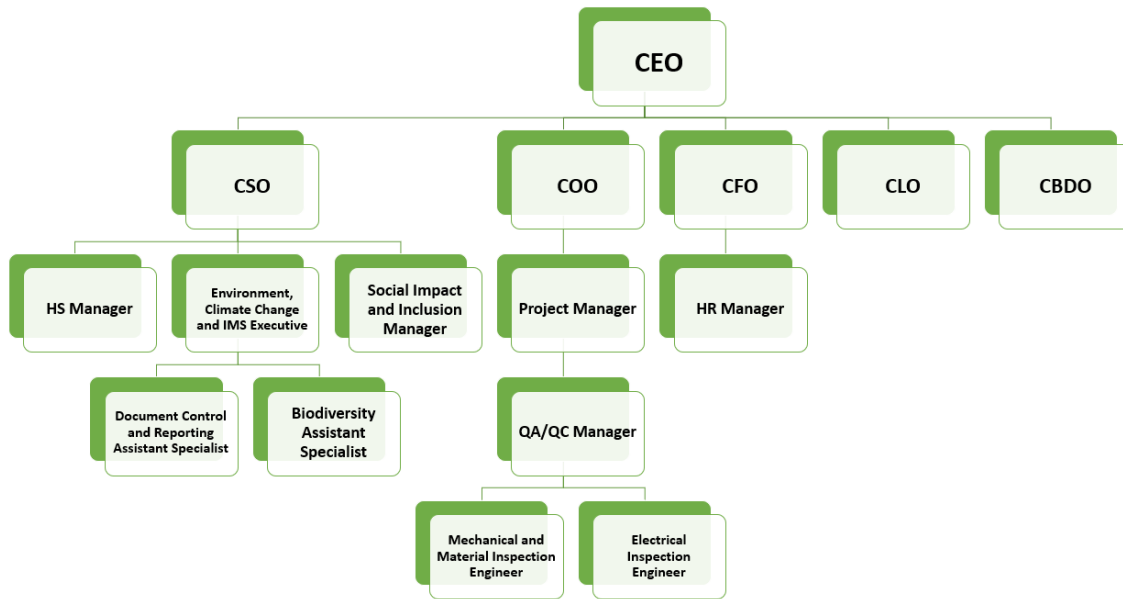 CEO
CSO
COO
CFO
CLO
CBDO
HS Manager
Environment,
Climate Change
and IMS Executive
Social Impact
and Inclusion
Manager
Project Manager
HR Manager
Document Control
and Reporting
Assistant Specialist
Biodiversity
Assistant
Specialist
QA/QC Manager
Mechanical and
Material Inspection
Engineer
Electrical
Inspection
Engineer